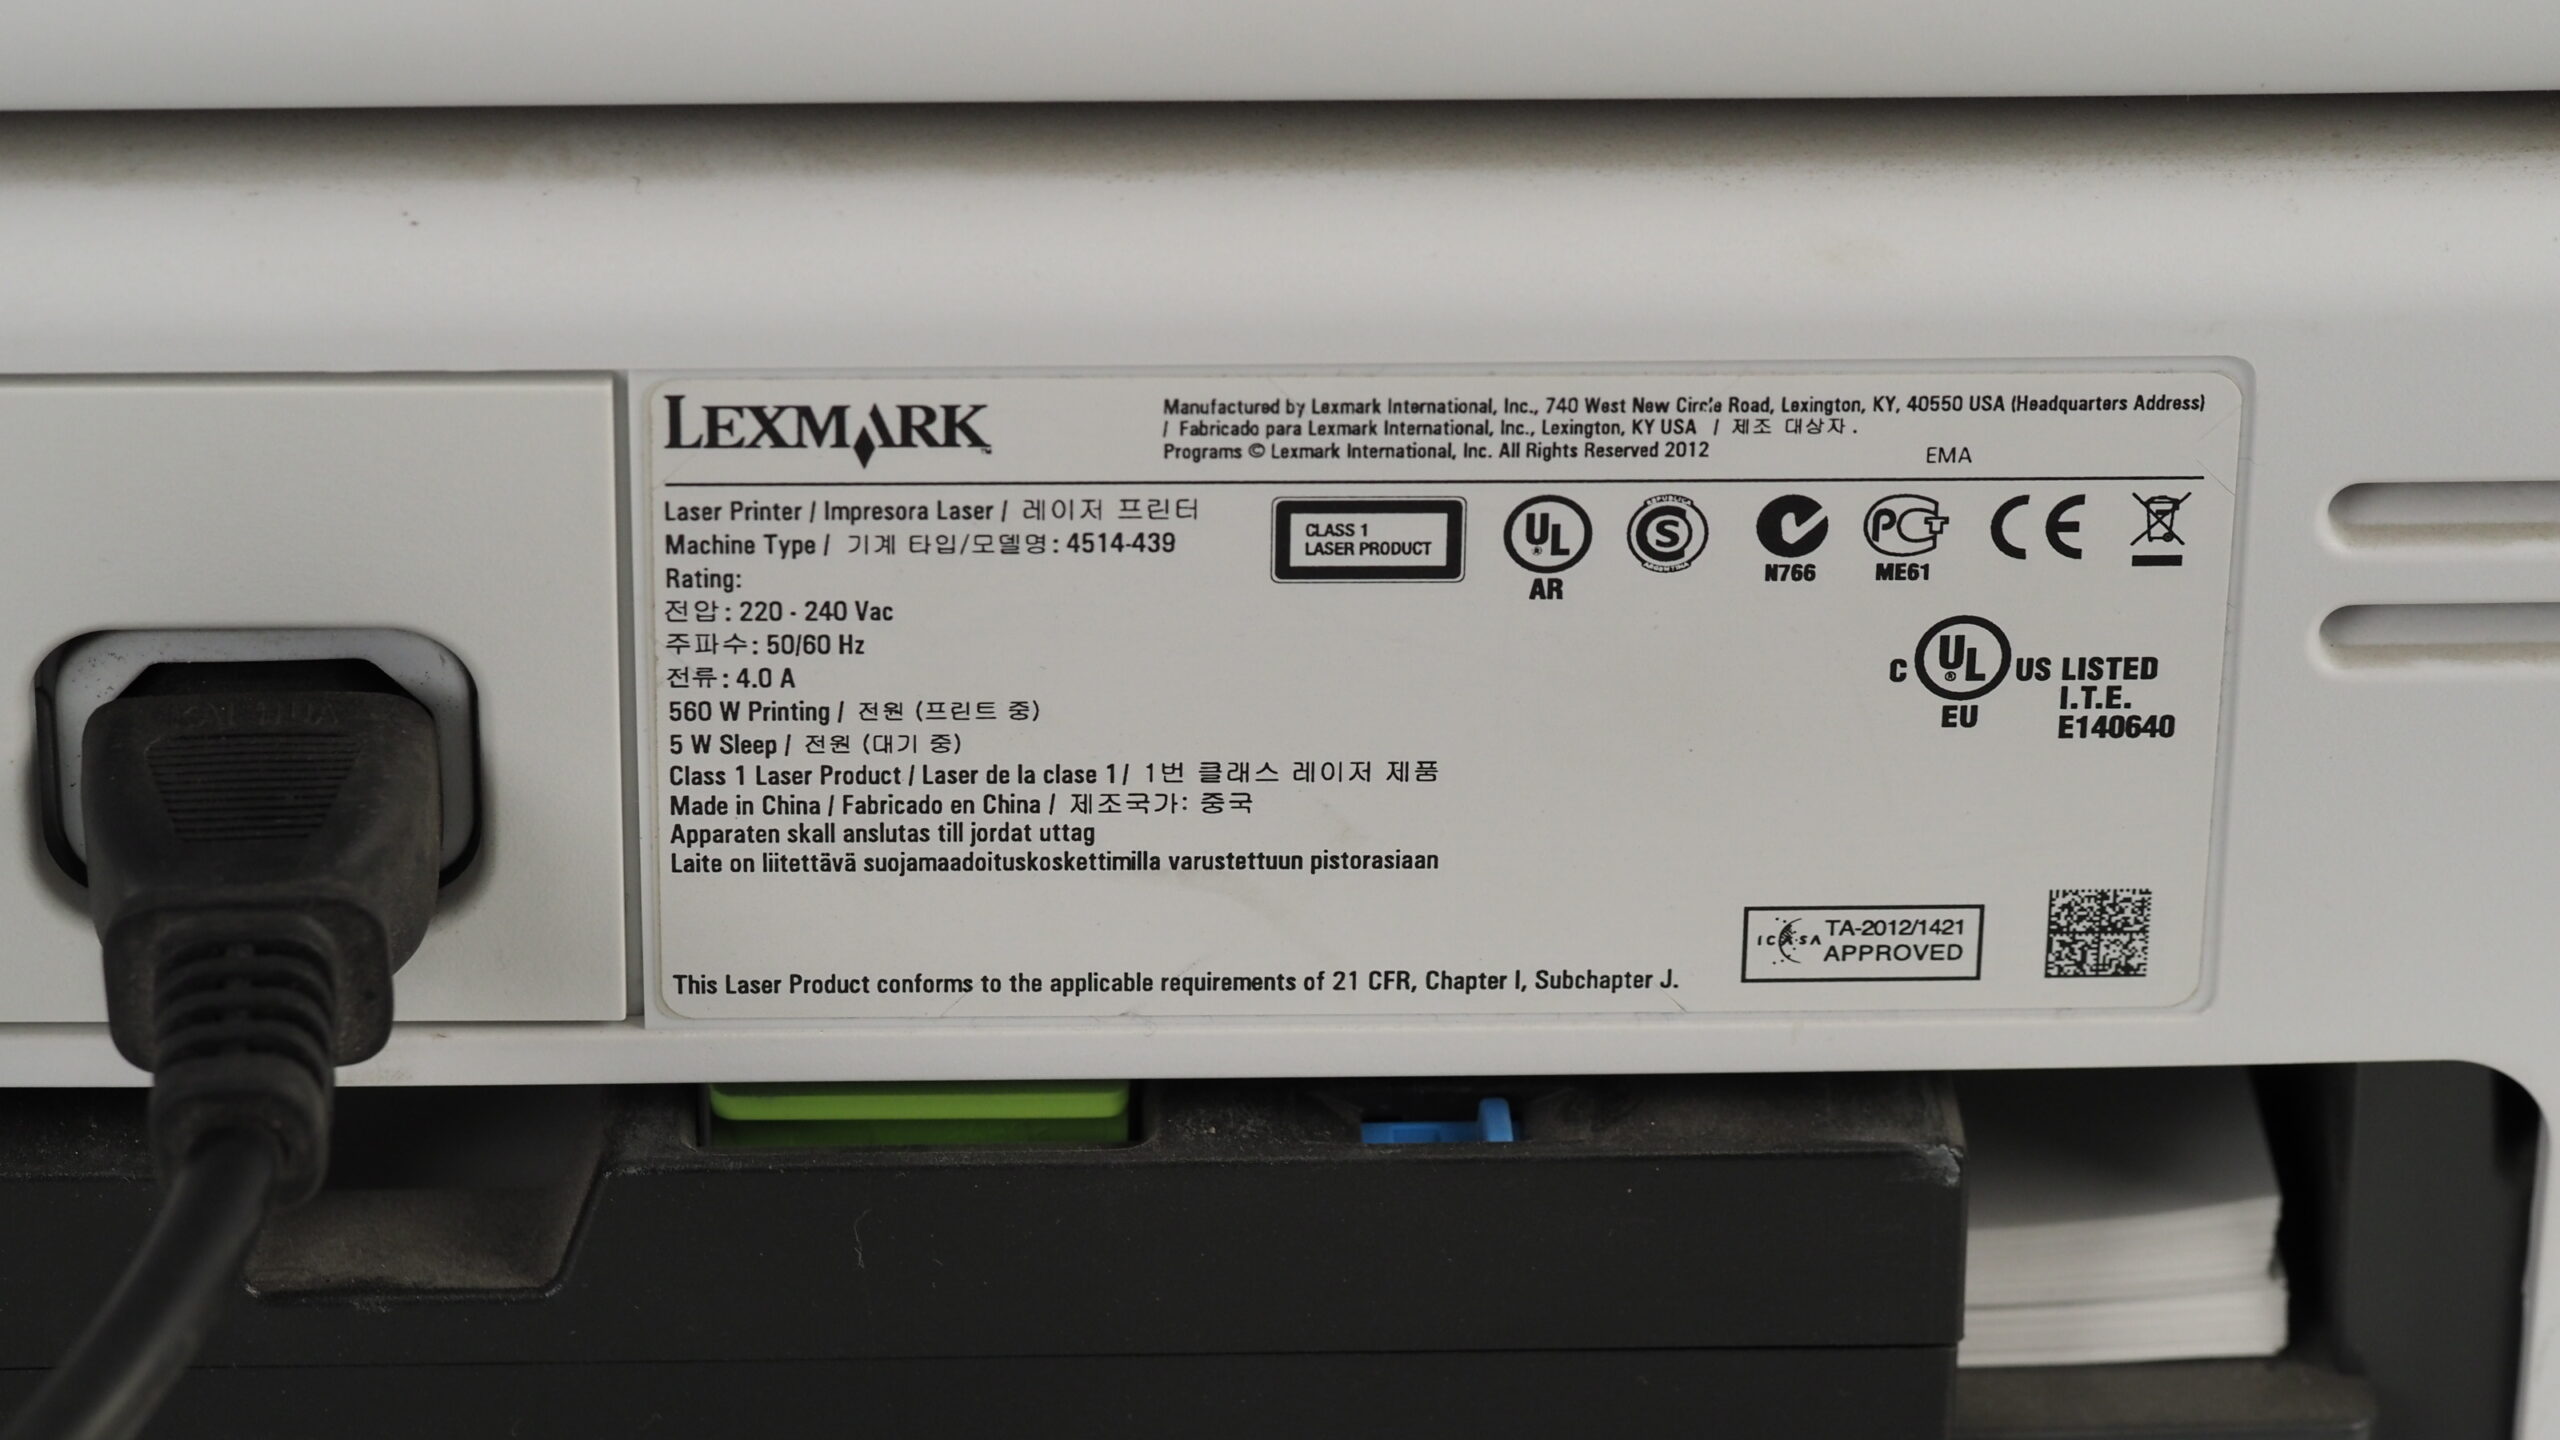 LEXMARK™
Manufactured by Lexmark International, Inc., 740 West New Circle Road, Lexington, KY, 40550 USA (Headquarters Address)
/ Fabricado para Lexmark International, Inc., Lexington, KY USA / 제조 대상자 .
Programs © Lexmark International, Inc. All Rights Reserved 2012
EMA
Laser Printer / Impresora Laser / 레이저 프린터
Machine Type / 기계 타입/모델명 : 4514-439
Rating:
전압 : 220 - 240 Vac
주파수 : 50/60 Hz
전류 : 4.0 A
560 W Printing / 전원 (프린트 중)
5 W Sleep / 전원 (대기 중)
Class 1 Laser Product / Laser de la clase 1 / 1번 클래스 레이저 제품
Made in China / Fabricado en China / 제조국가: 중국
Apparaten skall anslutas till jordat uttag
Laite on liitettävä suojamaadoituskoskettimilla varustettuun pistorasiaan
This Laser Product conforms to the applicable requirements of 21 CFR, Chapter I, Subchapter J.
CLASS 1
LASER PRODUCT
UL ®
AR
REPUBLICA
S
ARGENTINA
N766
PCT
ME61
CE
C UL ® US LISTED
I.T.E.
EU
E140640
ICASA TA-2012/1421
APPROVED